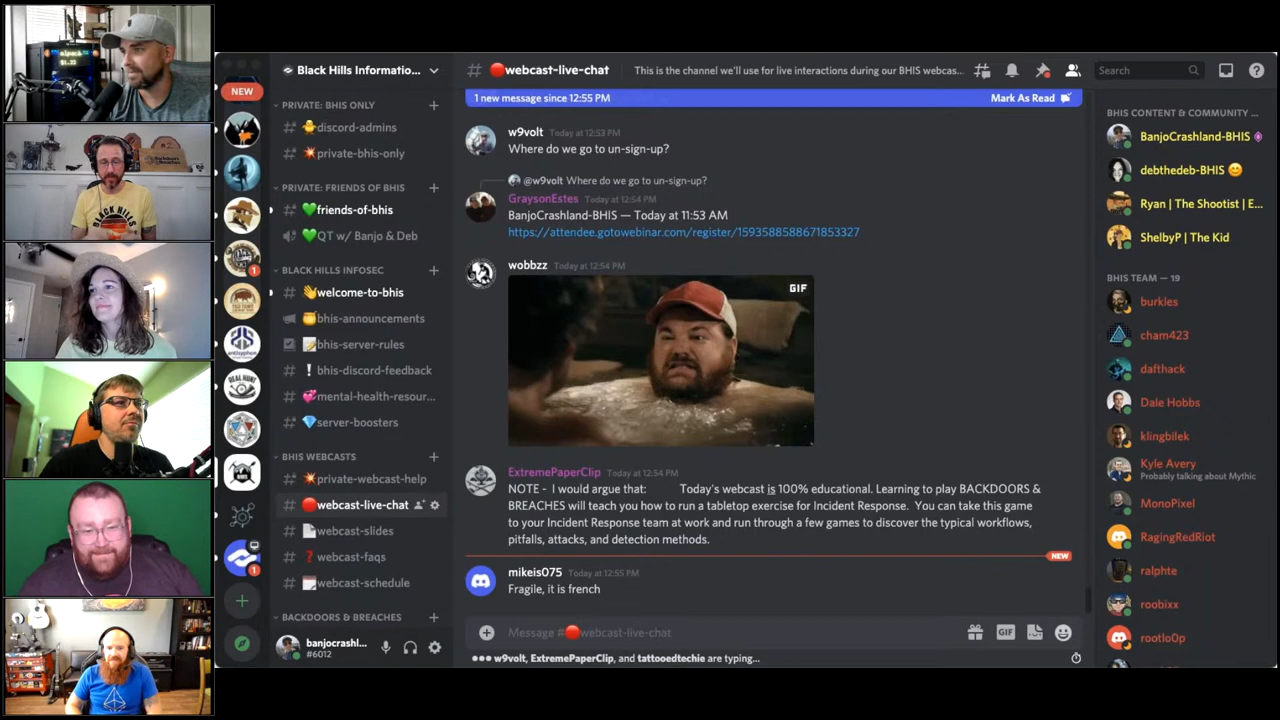 Black Hills Informatio...
# 🔴webcast-live-chat
This is the channel we'll use for live interactions during our BHIS webcas...
Search
NEW
PRIVATE: BHIS ONLY
🐥discord-admins
💥private-bhis-only
PRIVATE: FRIENDS OF BHIS
💚friends-of-bhis
💚QT w/ Banjo & Deb
BLACK HILLS INFOSEC
👋welcome-to-bhis
bhis-announcements
📝bhis-server-rules
❗bhis-discord-feedback
💞mental-health-resour...
💎server-boosters
BHIS WEBCASTS
💥private-webcast-help
🔴webcast-live-chat
📄webcast-slides
❓webcast-faqs
webcast-schedule
BACKDOORS & BREACHES
banjocrashl...
#6012
1
1
1 new message since 12:55 PM
Mark As Read
w9volt Today at 12:53 PM
Where do we go to un-sign-up?
@w9volt Where do we go to un-sign-up?
GraysonEstes Today at 12:54 PM
BanjoCrashland-BHIS — Today at 11:53 AM
https://attendee.gotowebinar.com/register/1593588588671853327
wobbzz Today at 12:54 PM
GIF
ExtremePaperClip Today at 12:54 PM
NOTE - I would argue that: Today's webcast is 100% educational. Learning to play BACKDOORS &
BREACHES will teach you how to run a tabletop exercise for Incident Response. You can take this game
to your Incident Response team at work and run through a few games to discover the typical workflows,
pitfalls, attacks, and detection methods.
NEW
mikeis075 Today at 12:55 PM
Fragile, it is french
Message #🔴webcast-live-chat
GIF
w9volt, ExtremePaperClip, and tattooedtechie are typing...
BHIS CONTENT & COMMUNITY ...
BanjoCrashland-BHIS
debthedeb-BHIS 😊
Ryan | The Shootist | E...
ShelbyP | The Kid
BHIS TEAM — 19
burkles
cham423
dafthack
Dale Hobbs
klingbilek
Kyle Avery
Probably talking about Mythic
MonoPixel
RagingRedRiot
ralphte
roobixx
rootlo0p